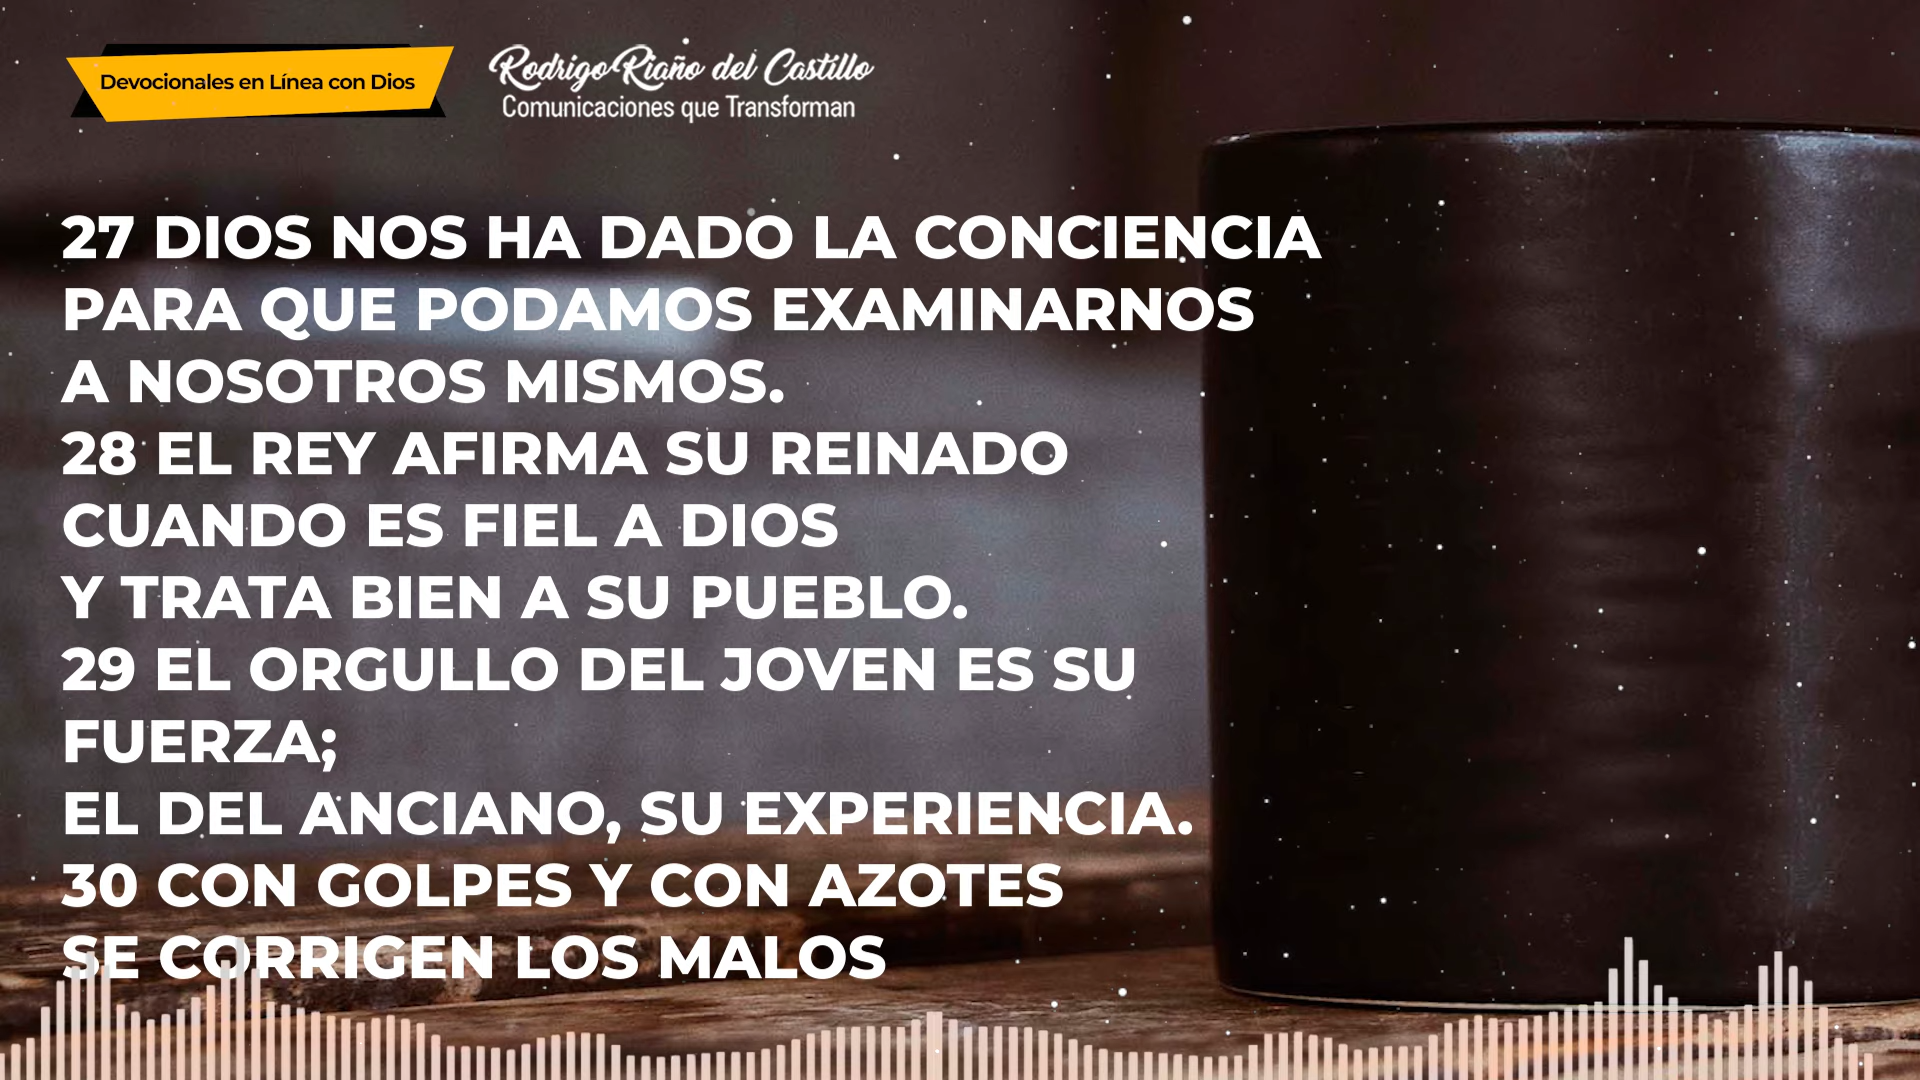 Devocionales en Línea con Dios
Rodrigo Riaño del Castillo
Comunicaciones que Transforman
27 DIOS NOS HA DADO LA CONCIENCIA
PARA QUE PODAMOS EXAMINARNOS
A NOSOTROS MISMOS.
28 EL REY AFIRMA SU REINADO
CUANDO ES FIEL A DIOS
Y TRATA BIEN A SU PUEBLO.
29 EL ORGULLO DEL JOVEN ES SU
FUERZA;
EL DEL ANCIANO, SU EXPERIENCIA.
30 CON GOLPES Y CON AZOTES
SE CORRIGEN LOS MALOS